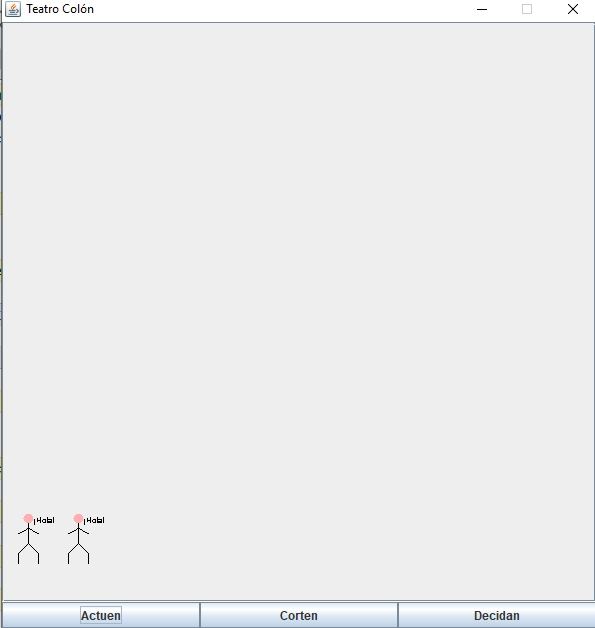 Teatro Colón
¡Hola! ¡Hola!
Actuen Corten Decidan